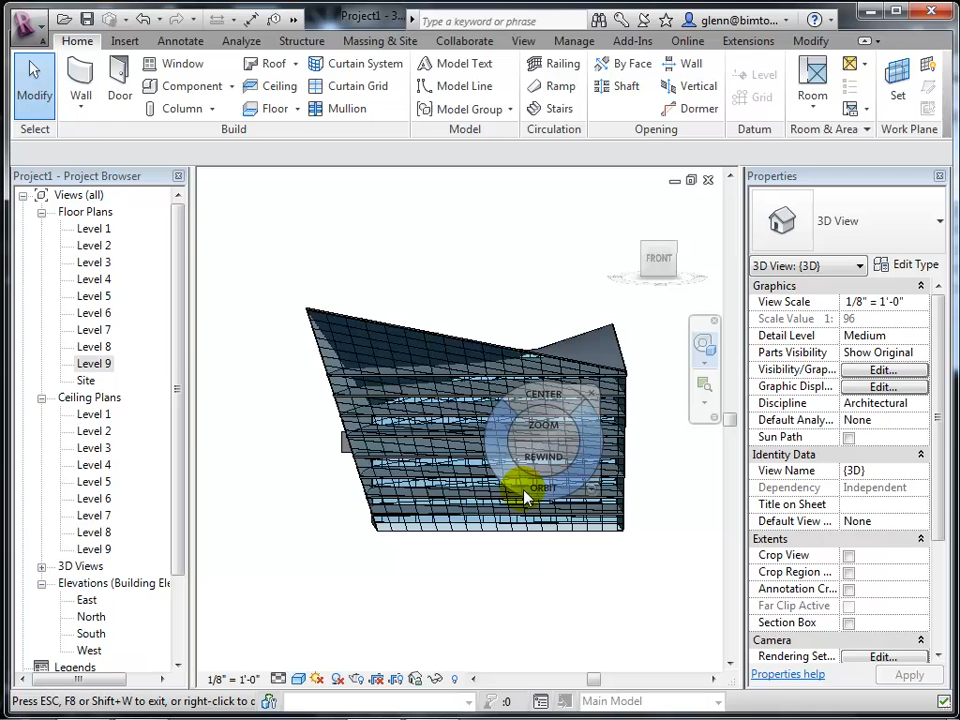 Project1 - 3...
Type a keyword or phrase
glenn@bimto...
Home Insert Annotate Analyze Structure Massing & Site Collaborate View Manage Add-Ins Online Extensions Modify
Modify Wall Door Window Component Column Roof Ceiling Floor Curtain System Curtain Grid Mullion Model Text Model Line Model Group Railing Ramp Stairs By Face Shaft Wall Vertical Dormer Level Grid Room Set
Select Build Model Circulation Opening Datum Room & Area Work Plane
Project1 - Project Browser
Views (all)
Floor Plans
Level 1
Level 2
Level 3
Level 4
Level 5
Level 6
Level 7
Level 8
Level 9
Site
Ceiling Plans
Level 1
Level 2
Level 3
Level 4
Level 5
Level 6
Level 7
Level 8
Level 9
3D Views
Elevations (Building Ele
East
North
South
West
Legends
FRONT
CENTER
ZOOM
REWIND
ORBIT
Properties
3D View
3D View: {3D} Edit Type
Graphics
View Scale 1/8" = 1'-0"
Scale Value 1: 96
Detail Level Medium
Parts Visibility Show Original
Visibility/Grap... Edit...
Graphic Displ... Edit...
Discipline Architectural
Default Analy... None
Sun Path
Identity Data
View Name {3D}
Dependency Independent
Title on Sheet
Default View ... None
Extents
Crop View
Crop Region ...
Annotation Cr...
Far Clip Active
Section Box
Camera
Rendering Set... Edit...
Properties help Apply
1/8" = 1'-0"
Press ESC, F8 or Shift+W to exit, or right-click to c
:0
Main Model